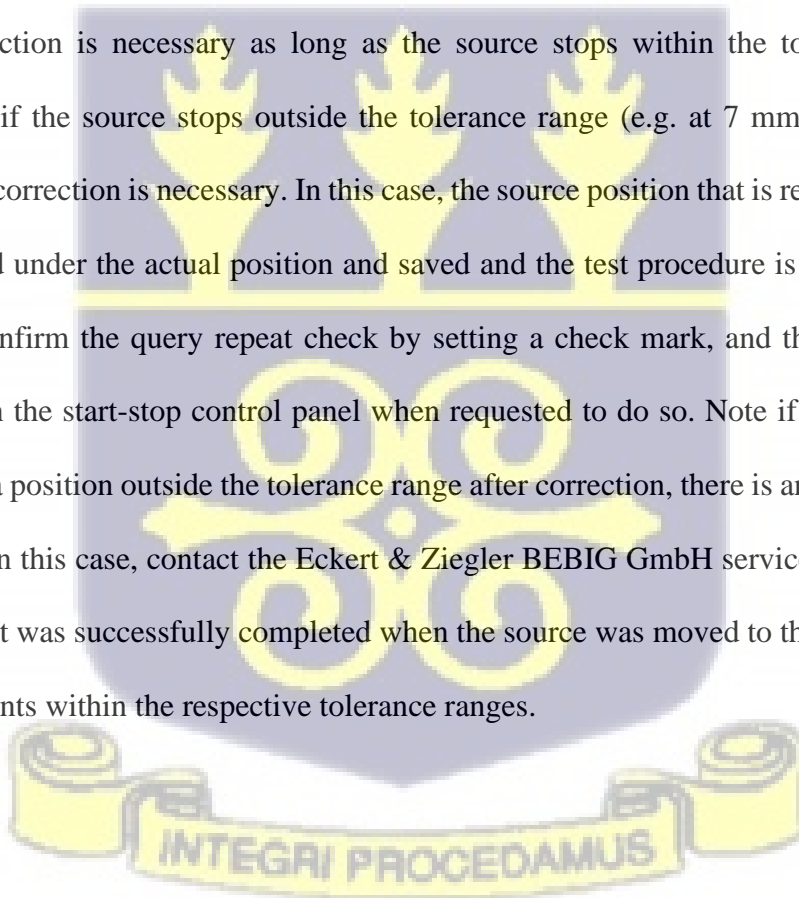 ction is necessary as long as the source stops within the to
if the source stops outside the tolerance range (e.g. at 7 mm
correction is necessary. In this case, the source position that is re
d under the actual position and saved and the test procedure is
nfirm the query repeat check by setting a check mark, and th
n the start-stop control panel when requested to do so. Note if
a position outside the tolerance range after correction, there is an
n this case, contact the Eckert & Ziegler BEBIG GmbH service
t was successfully completed when the source was moved to th
nts within the respective tolerance ranges.
INTEGRI PROCEDAMUS